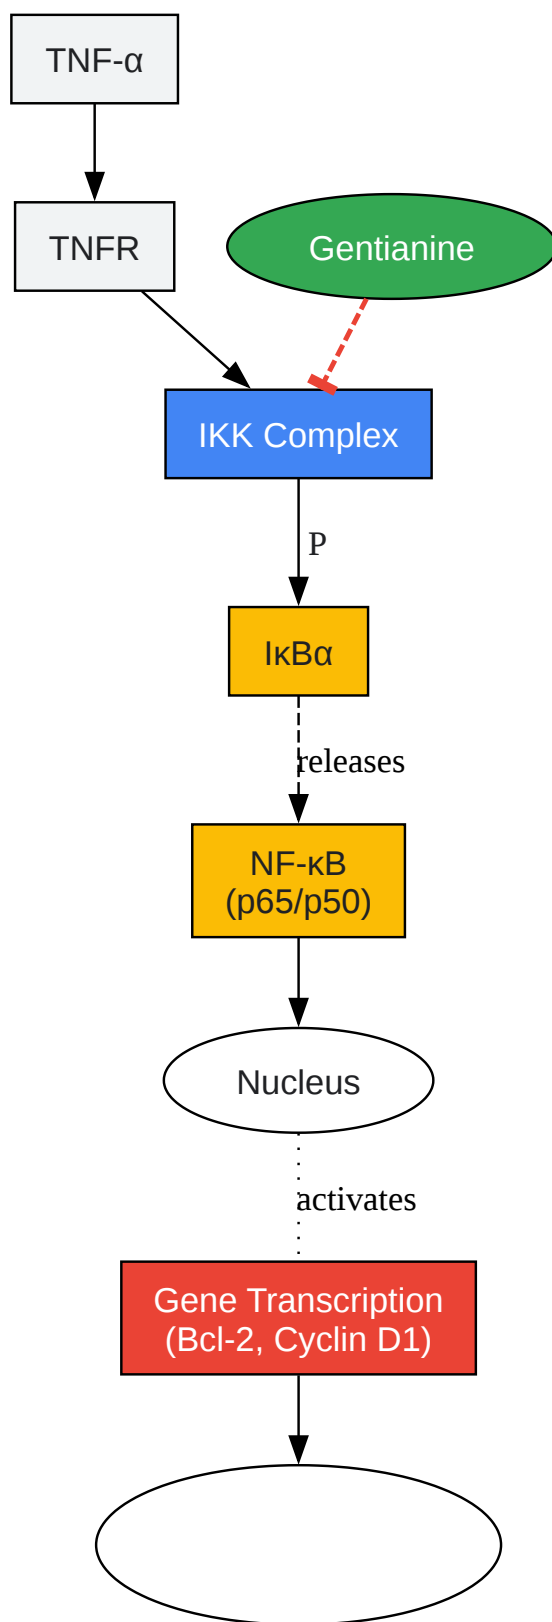 TNF-α
TNFR
Gentianine
IKK Complex
P
IκBα
releases
NF-κB
(p65/p50)
Nucleus
activates
Gene Transcription
(Bcl-2, Cyclin D1)